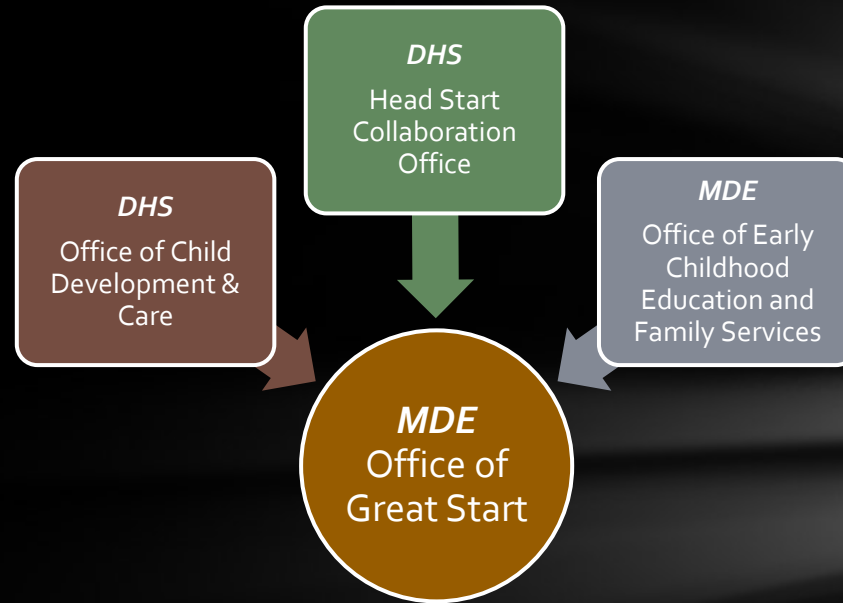 DHS
Head Start
Collaboration
Office
DHS
Office of Child
Development &
Care
MDE
Office of Early
Childhood
Education and
Family Services
MDE
Office of
Great Start